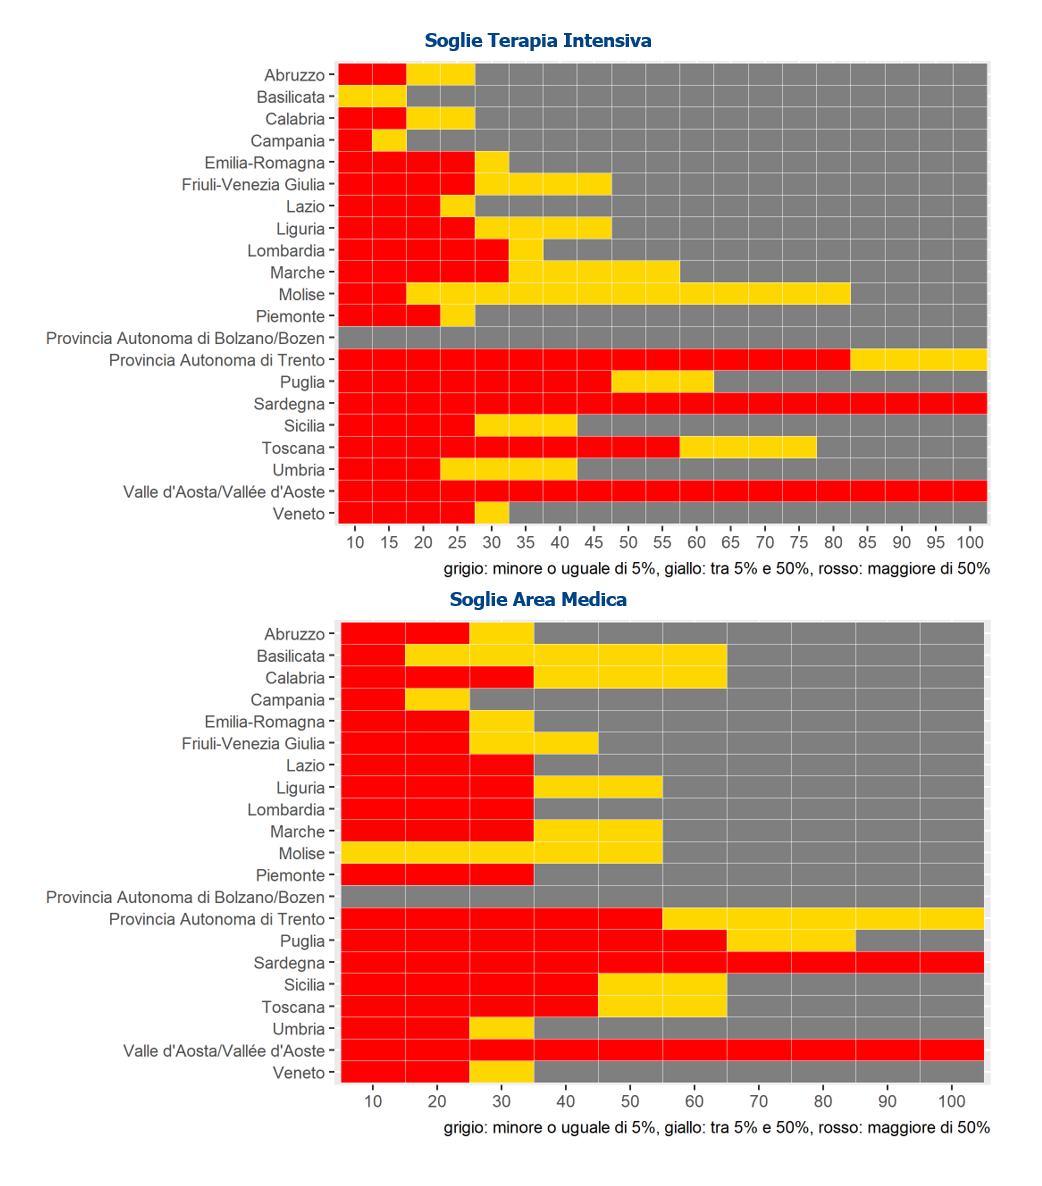 Soglie Terapia Intensiva
Abruzzo
Basilicata
Calabria
Campania
Emilia-Romagna
Friuli-Venezia Giulia
Lazio
Liguria
Lombardia
Marche
Molise
Piemonte
Provincia Autonoma di Bolzano/Bozen
Provincia Autonoma di Trento
Puglia
Sardegna
Sicilia
Toscana
Umbria
Valle d'Aosta/Vallée d'Aoste
Veneto
10 15 20 25 30 35 40 45 50 55 60 65 70 75 80 85 90 95 100
grigio: minore o uguale di 5%, giallo: tra 5% e 50%, rosso: maggiore di 50%
Soglie Area Medica
Abruzzo
Basilicata
Calabria
Campania
Emilia-Romagna
Friuli-Venezia Giulia
Lazio
Liguria
Lombardia
Marche
Molise
Piemonte
Provincia Autonoma di Bolzano/Bozen
Provincia Autonoma di Trento
Puglia
Sardegna
Sicilia
Toscana
Umbria
Valle d'Aosta/Vallée d'Aoste
Veneto
10 20 30 40 50 60 70 80 90 100
grigio: minore o uguale di 5%, giallo: tra 5% e 50%, rosso: maggiore di 50%